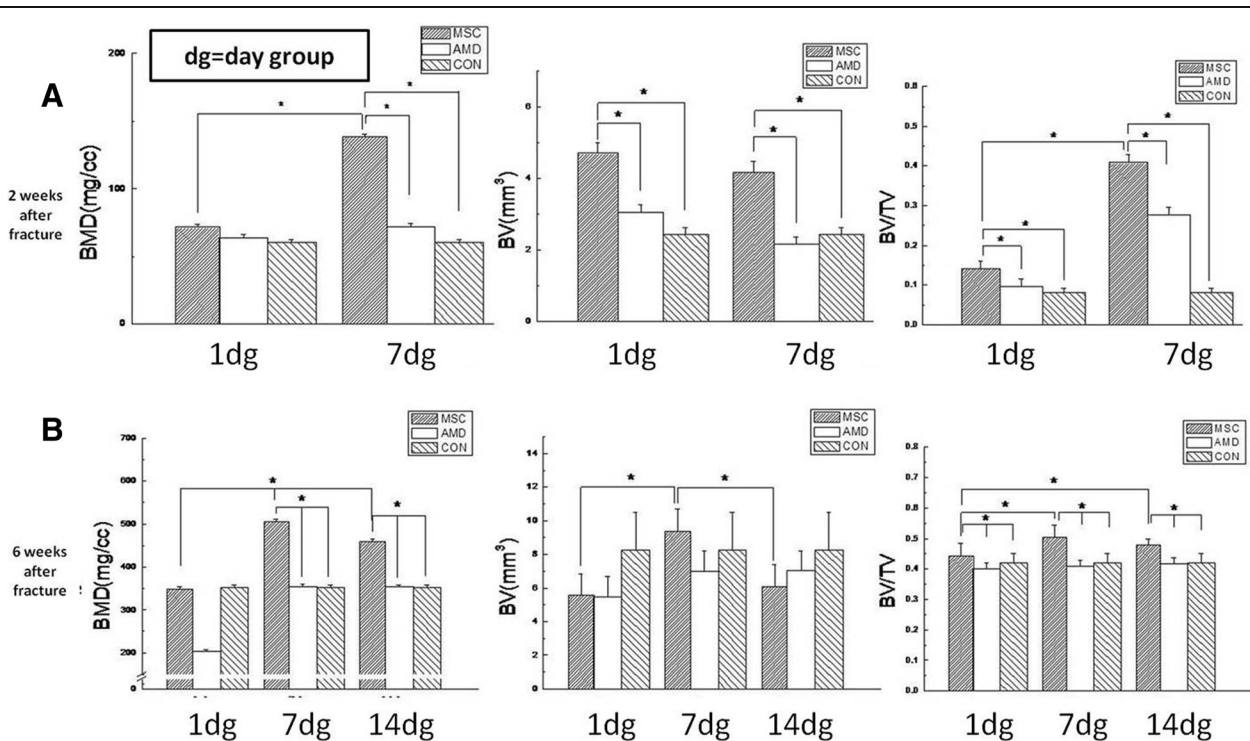 dg=day group
A
2 weeks
after
fracture
BMD(mg/cc)
200
100
0
MSC
AMD
CON
* * *
1dg 7dg
BV(mm³)
6
4
2
0
MSC
AMD
CON
* * * *
1dg 7dg
BV/TV
0.6
0.5
0.4
0.3
0.2
0.1
0.0
MSC
AMD
CON
* * * * *
1dg 7dg
B
6 weeks
after
fracture
BMD(mg/cc)
700
600
500
400
300
200
0
MSC
AMD
CON
* * *
1dg 7dg 14dg
BV(mm³)
14
12
10
8
6
4
2
0
MSC
AMD
CON
* *
1dg 7dg 14dg
BV/TV
0.8
0.7
0.6
0.5
0.4
0.3
0.2
0.1
0.0
MSC
AMD
CON
* * * * *
1dg 7dg 14dg